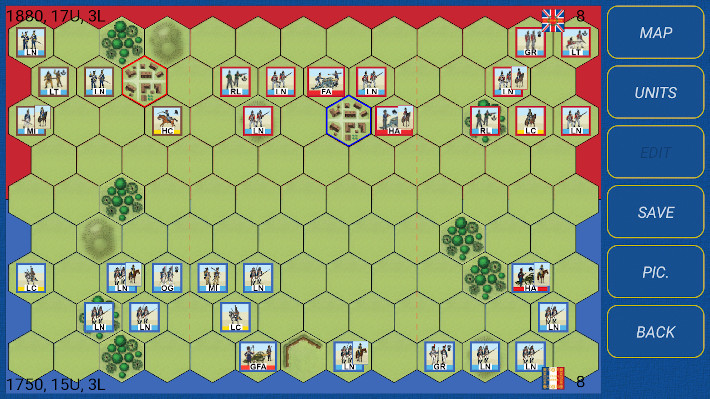 1880, 17U, 3L
8
LN
GR
LT
LT
LN
RL
LN
FA
LN
LN
MI
HC
LN
HA
RL
LC
LN
LC
LN
OG
MI
LN
HA
LN
LN
LC
LN
GFA
LN
GR
LN
LN
1750, 15U, 3L
8
MAP
UNITS
EDIT
SAVE
PIC.
BACK